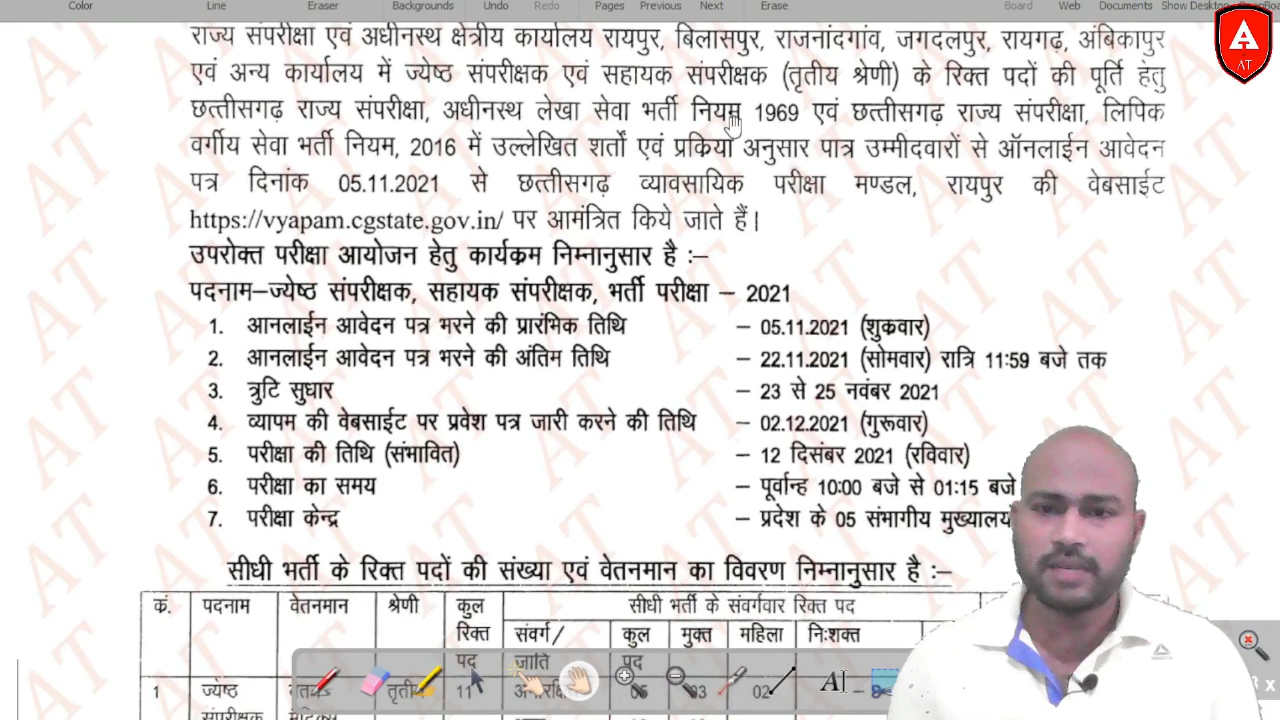 Color Line Eraser Backgrounds Undo Redo Pages Previous Next Erase Board Web Documents Show Desktop
AT
राज्य संपरीक्षा एवं अधीनस्थ क्षेत्रीय कार्यालय रायपुर, बिलासपुर, राजनांदगांव, जगदलपुर, रायगढ़, अंबिकापुर
एवं अन्य कार्यालय में ज्येष्ठ संपरीक्षक एवं सहायक संपरीक्षक (तृतीय श्रेणी) के रिक्त पदों की पूर्ति हेतु
छत्तीसगढ़ राज्य संपरीक्षा, अधीनस्थ लेखा सेवा भर्ती नियम 1969 एवं छत्तीसगढ़ राज्य संपरीक्षा, लिपिक
वर्गीय सेवा भर्ती नियम, 2016 में उल्लेखित शर्तों एवं प्रकिया अनुसार पात्र उम्मीदवारों से ऑनलाईन आवेदन
पत्र दिनांक 05.11.2021 से छत्तीसगढ़ व्यावसायिक परीक्षा मण्डल, रायपुर की वेबसाईट
https://vyapam.cgstate.gov.in/ पर आमंत्रित किये जाते हैं।
उपरोक्त परीक्षा आयोजन हेतु कार्यकम निम्नानुसार है :–
पदनाम–ज्येष्ठ संपरीक्षक, सहायक संपरीक्षक, भर्ती परीक्षा – 2021
1. आनलाईन आवेदन पत्र भरने की प्रारंभिक तिथि – 05.11.2021 (शुकवार)
2. आनलाईन आवेदन पत्र भरने की अंतिम तिथि – 22.11.2021 (सोमवार) रात्रि 11:59 बजे तक
3. त्रुटि सुधार – 23 से 25 नवंबर 2021
4. व्यापम की वेबसाईट पर प्रवेश पत्र जारी करने की तिथि – 02.12.2021 (गुरूवार)
5. परीक्षा की तिथि (संभावित) – 12 दिसंबर 2021 (रविवार)
6. परीक्षा का समय – पूर्वान्ह 10:00 बजे से 01:15 बजे
7. परीक्षा केन्द्र – प्रदेश के 05 संभागीय मुख्यालय
सीधी भर्ती के रिक्त पदों की संख्या एवं वेतनमान का विवरण निम्नानुसार है :–
कं. पदनाम वेतनमान श्रेणी कुल सीधी भर्ती के संवर्गवार रिक्त पद
रिक्त संवर्ग/ कुल मुक्त महिला निःशक्त
पद जाति पद
1 ज्येष्ठ तृतीय 11 02 –
संपरीक्षक